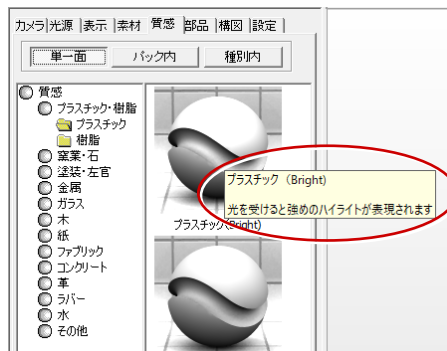 カメラ|光源|表示|素材 質感 部品|構図|設定|
単一面 パック内 種別内
質感
プラスチック・樹脂
プラスチック
樹脂
窯業・石
塗装・左官
金属
ガラス
木
紙
ファブリック
コンクリート
革
ラバー
水
その他
プラスチック（Bright）
光を受けると強めのハイライトが表現されます
プラスチック(Bright)